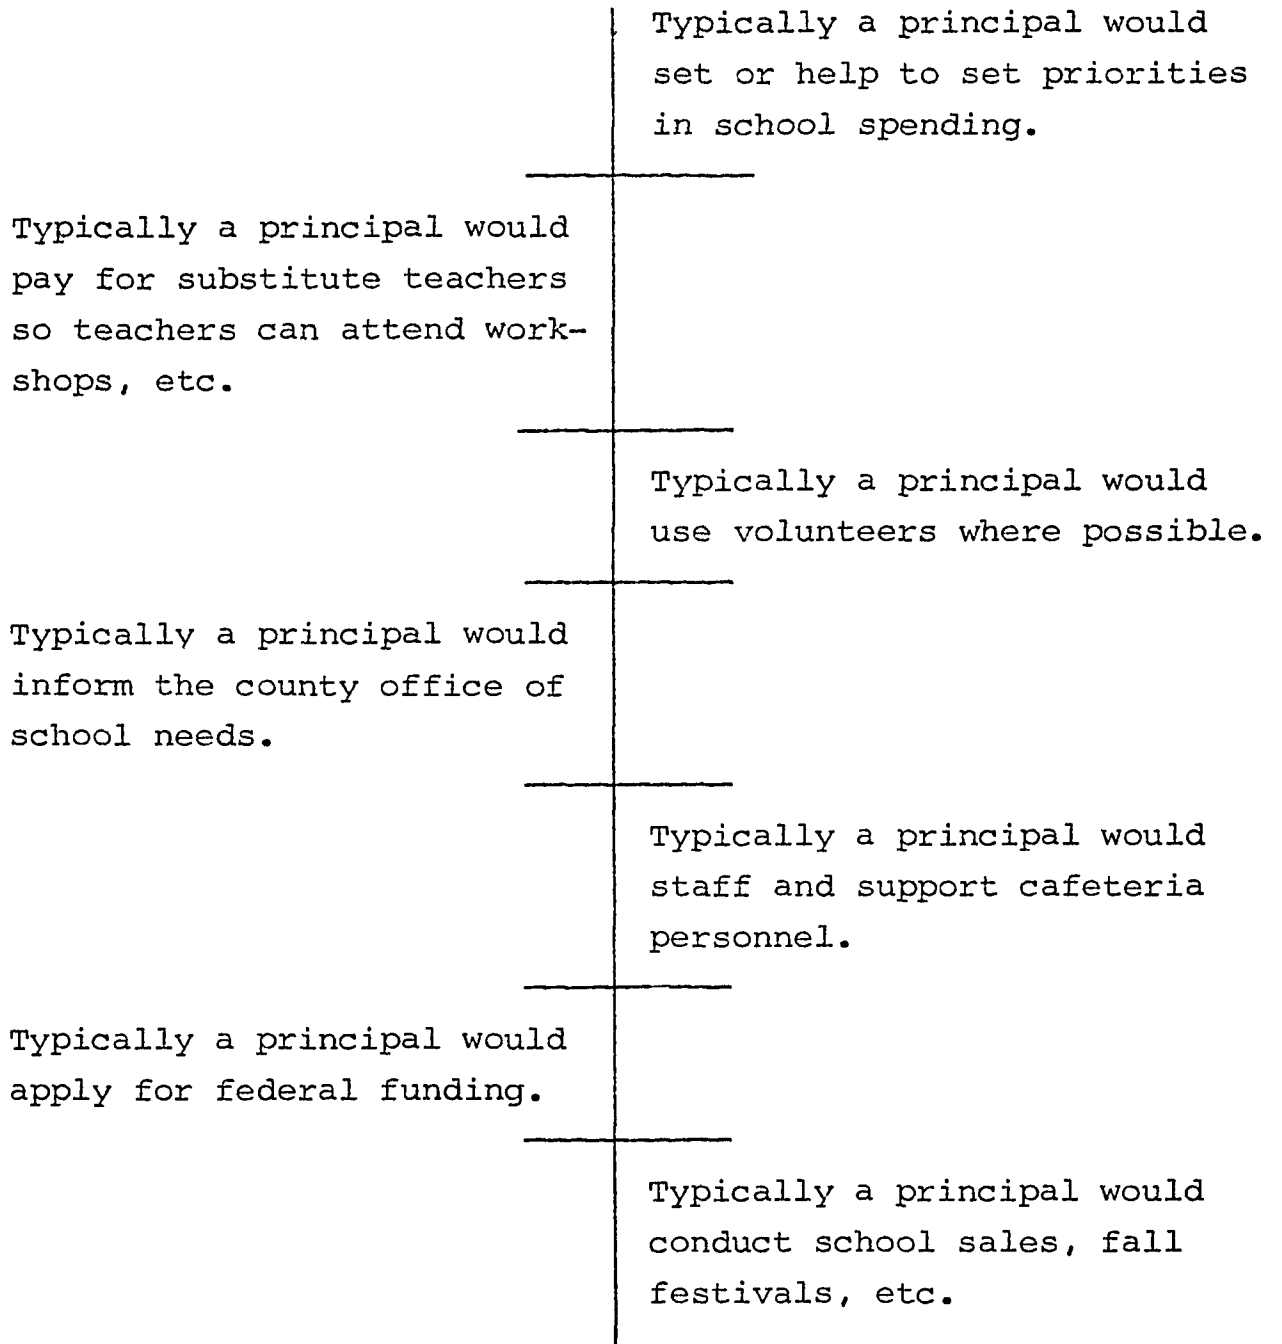 Typically a principal would
set or help to set priorities
in school spending.
Typically a principal would
pay for substitute teachers
so teachers can attend work-
shops, etc.
Typically a principal would
use volunteers where possible.
Typically a principal would
inform the county office of
school needs.
Typically a principal would
staff and support cafeteria
personnel.
Typically a principal would
apply for federal funding.
Typically a principal would
conduct school sales, fall
festivals, etc.